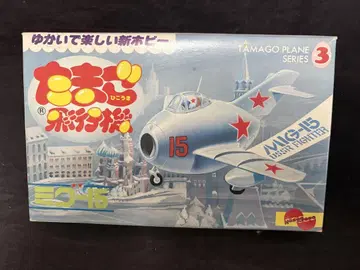 ゆかいで楽しい新ホビー
TAMAGO PLANE
SERIES 3
たまご
ひこうき
®飛行機
15
MIG-15
ミグ-15